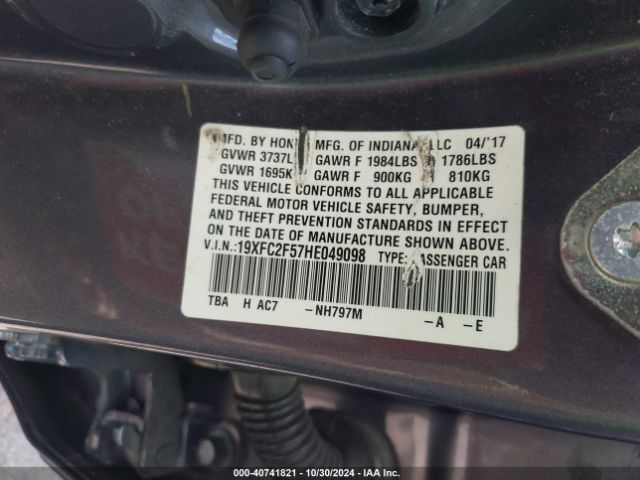 MFD. BY HON MFG. OF INDIANA LLC 04/'17
GVWR 3737L GAWR F 1984LBS 1786LBS
GVWR 1695K GAWR F 900KG 810KG
THIS VEHICLE CONFORMS TO ALL APPLICABLE
FEDERAL MOTOR VEHICLE SAFETY, BUMPER,
AND THEFT PREVENTION STANDARDS IN EFFECT
ON THE DATE OF MANUFACTURE SHOWN ABOVE.
V.I.N.:19XFC2F57HE049098 TYPE: PASSENGER CAR
TBA H AC7 -NH797M -A -E
000-40741821 | 10/30/2024 | IAA Inc.